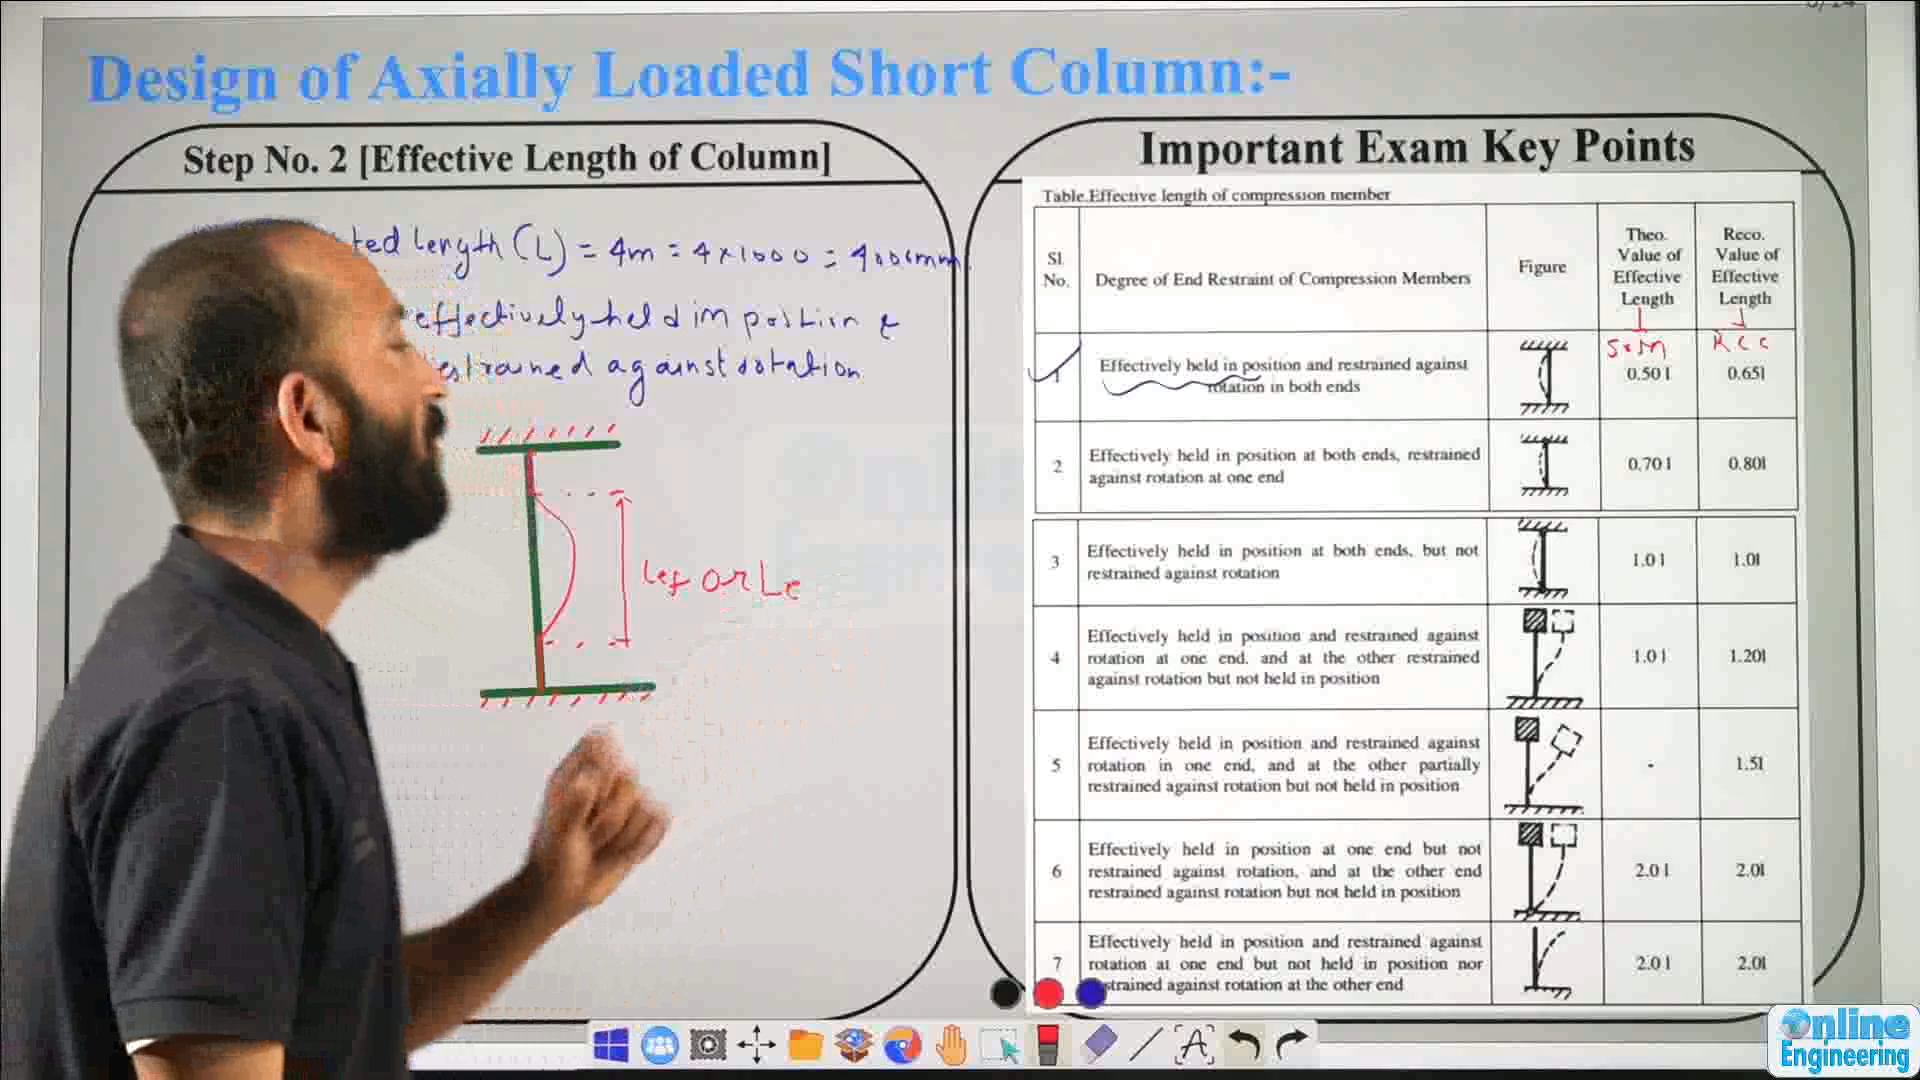 Design of Axially Loaded Short Column:-
Step No. 2 [Effective Length of Column]
ted length (L) = 4m = 4×1000 = 4000mm.
effectively held in position &
estrained against rotation
Lef OR Le
Important Exam Key Points
Table.Effective length of compression member
Sl. No. Degree of End Restraint of Compression Members Figure Theo. Value of Effective Length Reco. Value of Effective Length
SOM RCC
1 Effectively held in position and restrained against rotation in both ends 0.50 l 0.65l
2 Effectively held in position at both ends, restrained against rotation at one end 0.70 l 0.80l
3 Effectively held in position at both ends, but not restrained against rotation 1.0 l 1.0l
4 Effectively held in position and restrained against rotation at one end, and at the other restrained against rotation but not held in position 1.0 l 1.20l
5 Effectively held in position and restrained against rotation in one end, and at the other partially restrained against rotation but not held in position - 1.5l
6 Effectively held in position at one end but not restrained against rotation, and at the other end restrained against rotation but not held in position 2.0 l 2.0l
7 Effectively held in position and restrained against rotation at one end but not held in position nor strained against rotation at the other end 2.0 l 2.0l
Online
Engineering